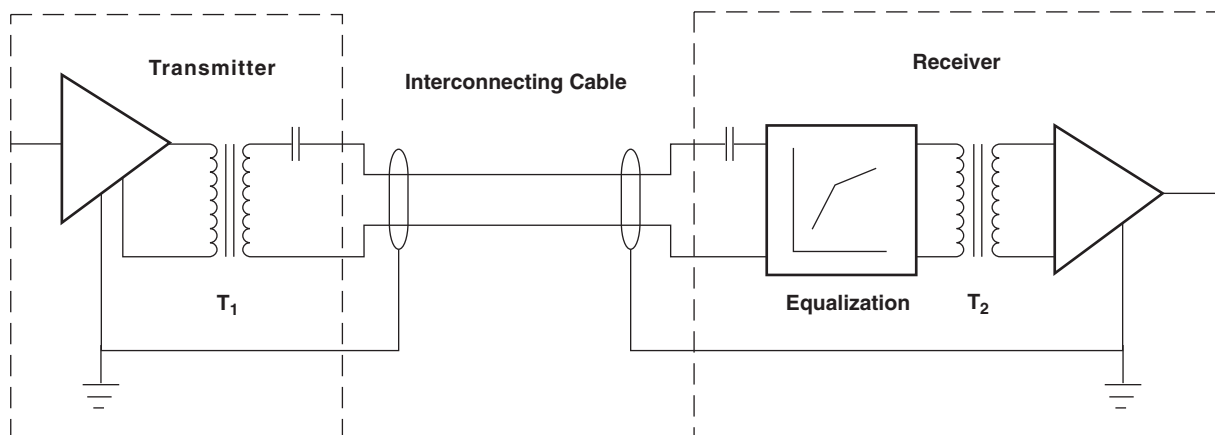 Transmitter
Interconnecting Cable
Receiver
T1
Equalization
T2